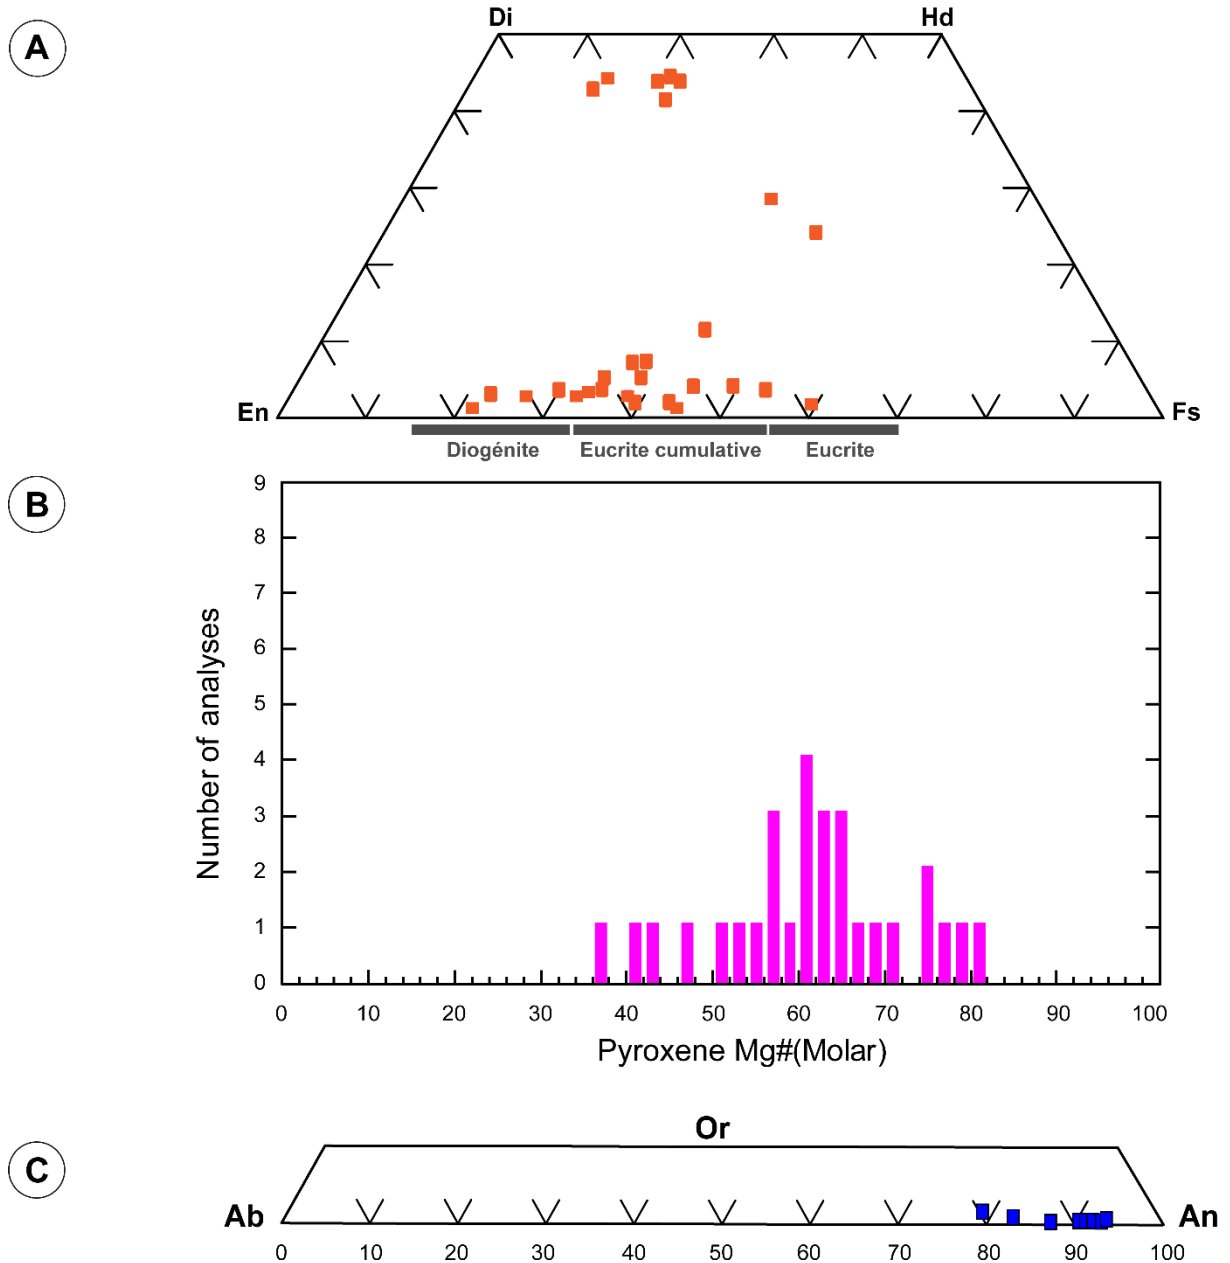 A
Di
Hd
En
Fs
Diogénite
Eucrite cumulative
Eucrite
B
9
8
7
6
5
4
3
2
1
0
Number of analyses
0 10 20 30 40 50 60 70 80 90 100
Pyroxene Mg#(Molar)
C
Or
Ab
An
0 10 20 30 40 50 60 70 80 90 100